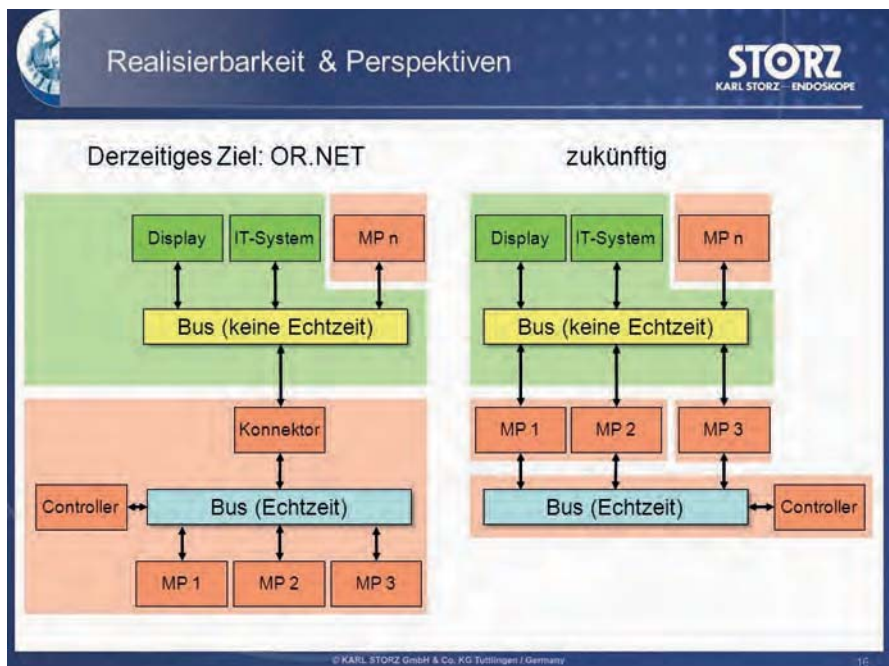 Realisierbarkeit & Perspektiven
STORZ
KARL STORZ — ENDOSKOPE
Derzeitiges Ziel: OR.NET
Display
IT-System
MP n
Bus (keine Echtzeit)
Konnektor
Controller
Bus (Echtzeit)
MP 1
MP 2
MP 3
zukünftig
Display
IT-System
MP n
Bus (keine Echtzeit)
MP 1
MP 2
MP 3
Bus (Echtzeit)
Controller
© KARL STORZ GmbH & Co. KG Tuttlingen / Germany
16